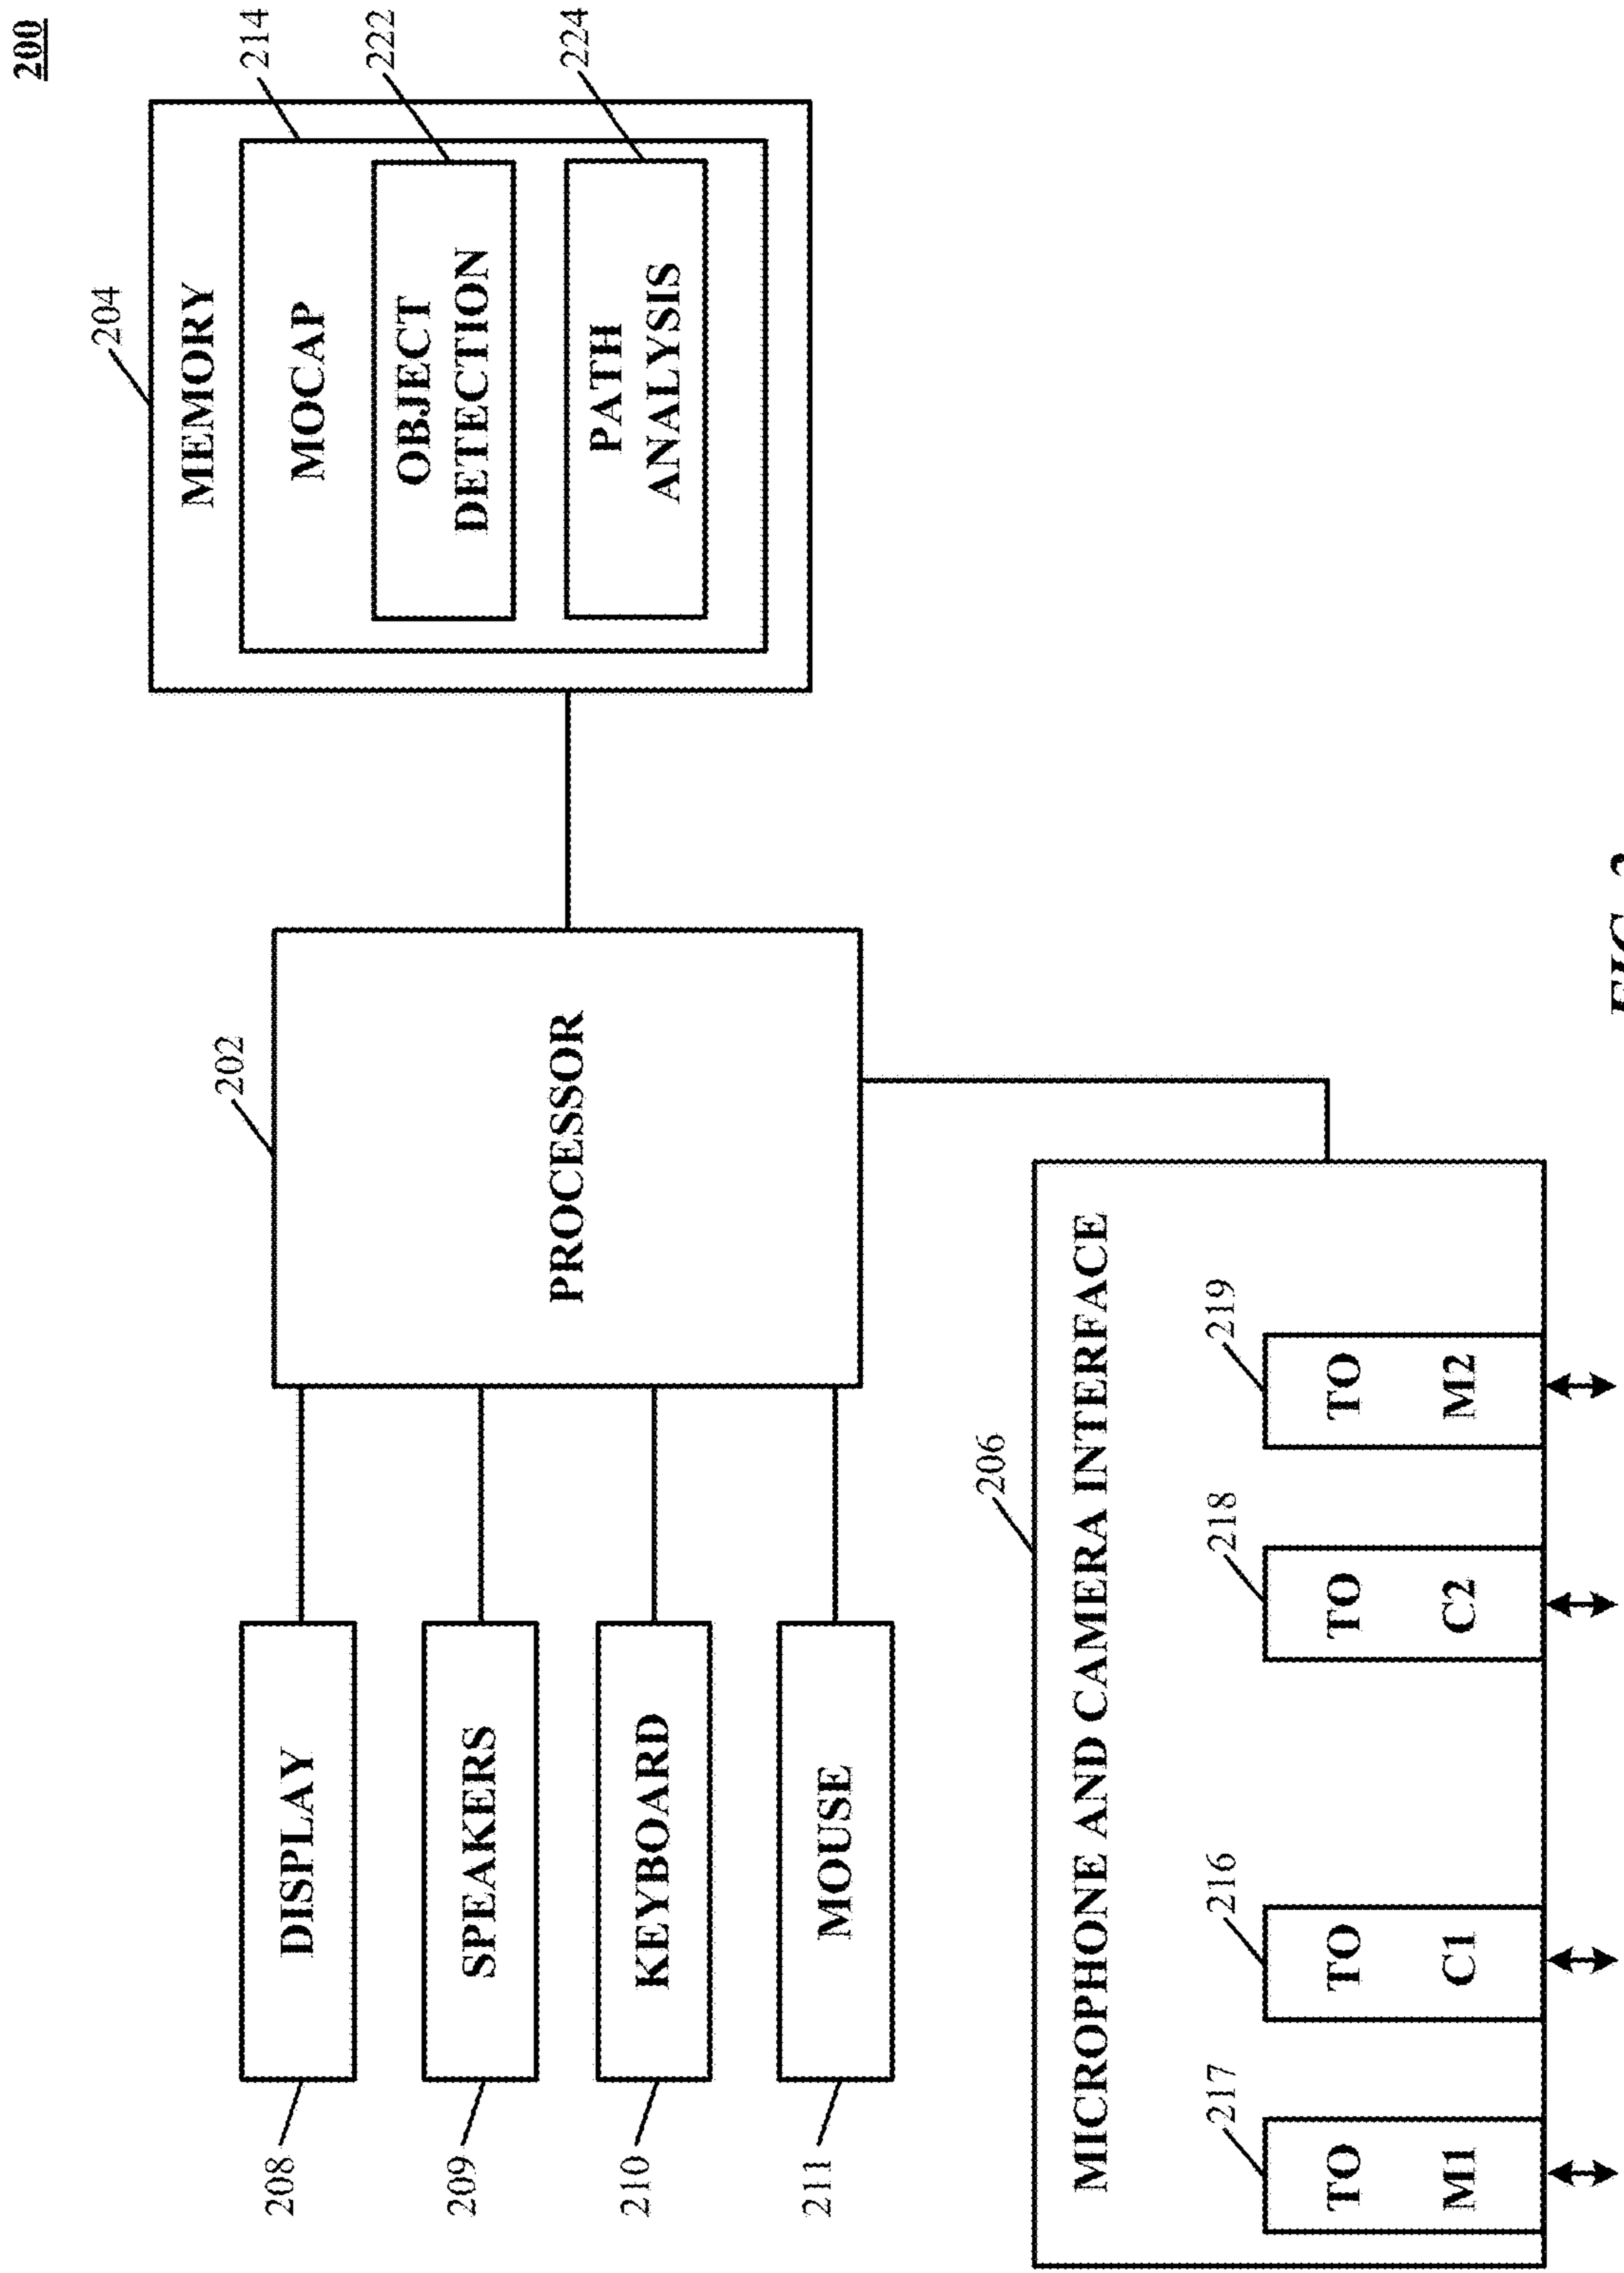 200
204
MEMORY
214
MOCAP
222
OBJECT
DETECTION
224
PATH
ANALYSIS
202
PROCESSOR
208
DISPLAY
209
SPEAKERS
210
KEYBOARD
211
MOUSE
206
MICROPHONE AND CAMERA INTERFACE
217
TO
M1
216
TO
C1
218
TO
C2
219
TO
M2